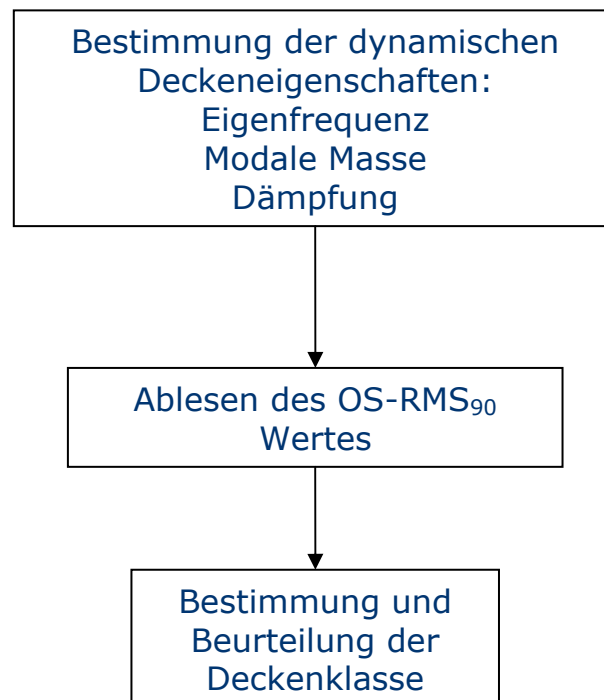 Bestimmung der dynamischen
Deckeneigenschaften:
Eigenfrequenz
Modale Masse
Dämpfung
Ablesen des OS-RMS₉₀
Wertes
Bestimmung und
Beurteilung der
Deckenklasse